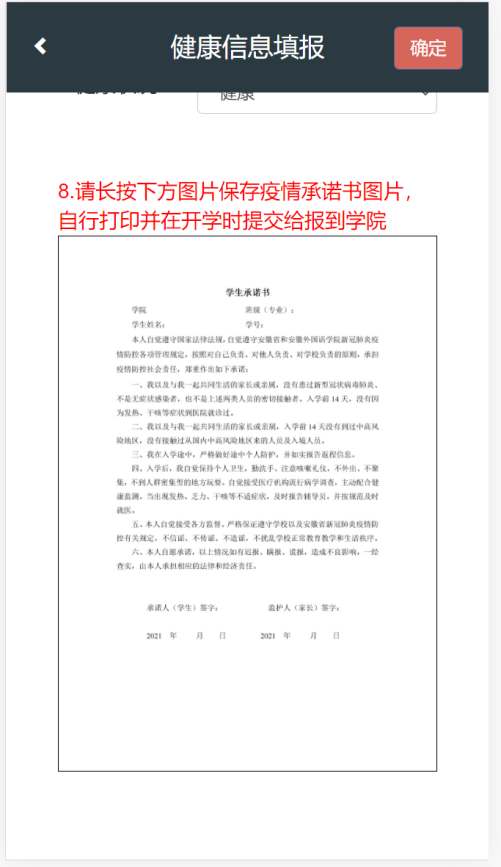 健康信息填报
确定
健康状况
健康
8.请长按下方图片保存疫情承诺书图片，
自行打印并在开学时提交给报到学院
学生承诺书
学院 班级（专业）：
学生姓名： 学号：
本人自觉遵守国家法律法规，自觉遵守安徽省和安徽外国语学院新冠肺炎疫
情防控各项管理规定，按照对自己负责、对他人负责、对学校负责的原则，承担
疫情防控社会责任，郑重作出如下承诺：
一、我以及与我一起共同生活的家长或亲属，没有患过新型冠状病毒肺炎、
不是无症状感染者，也不是上述两类人员的密切接触者。入学前 14 天，没有因
为发热、干咳等症状到医院就诊过。
二、我以及与我一起共同生活的家长或亲属，入学前 14 天没有到过中高风
险地区，没有接触过从国内中高风险地区来的人员及入境人员。
三、我在入学途中，严格做好途中个人防护，并如实报告返程信息。
四、入学后，我自觉保持个人卫生，勤洗手、注意咳嗽礼仪，不外出、不聚
集，不到人群密集型的地方玩耍。自觉接受医疗机构流行病学调查，主动配合健
康监测，当出现发热、乏力、干咳等不适症状，及时报告辅导员，并按规范及时
就医。
五、本人自觉接受各方监督，严格保证遵守学校以及安徽省新冠肺炎疫情防
控有关规定，不信谣、不传谣、不造谣，不扰乱学校正常教育教学和生活秩序。
六、本人自愿承诺，以上情况如有迟报、瞒报、谎报，造成不良影响，一经
查实，由本人承担相应的法律和经济责任。
承诺人（学生）签字： 监护人（家长）签字：
2021 年 月 日 2021 年 月 日